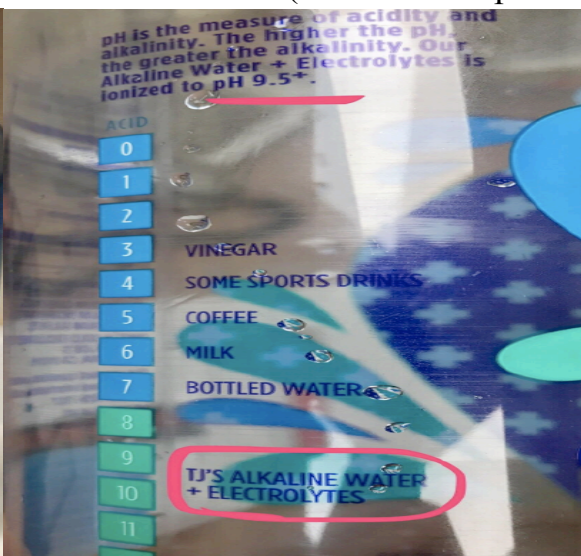 pH is the measure of acidity and
alkalinity. The higher the pH,
the greater the alkalinity. Our
Alkaline Water + Electrolytes is
ionized to pH 9.5+.
ACID
0
1
2
3 VINEGAR
4 SOME SPORTS DRINKS
5 COFFEE
6 MILK
7 BOTTLED WATER
8
9
TJ'S ALKALINE WATER
10 + ELECTROLYTES
11